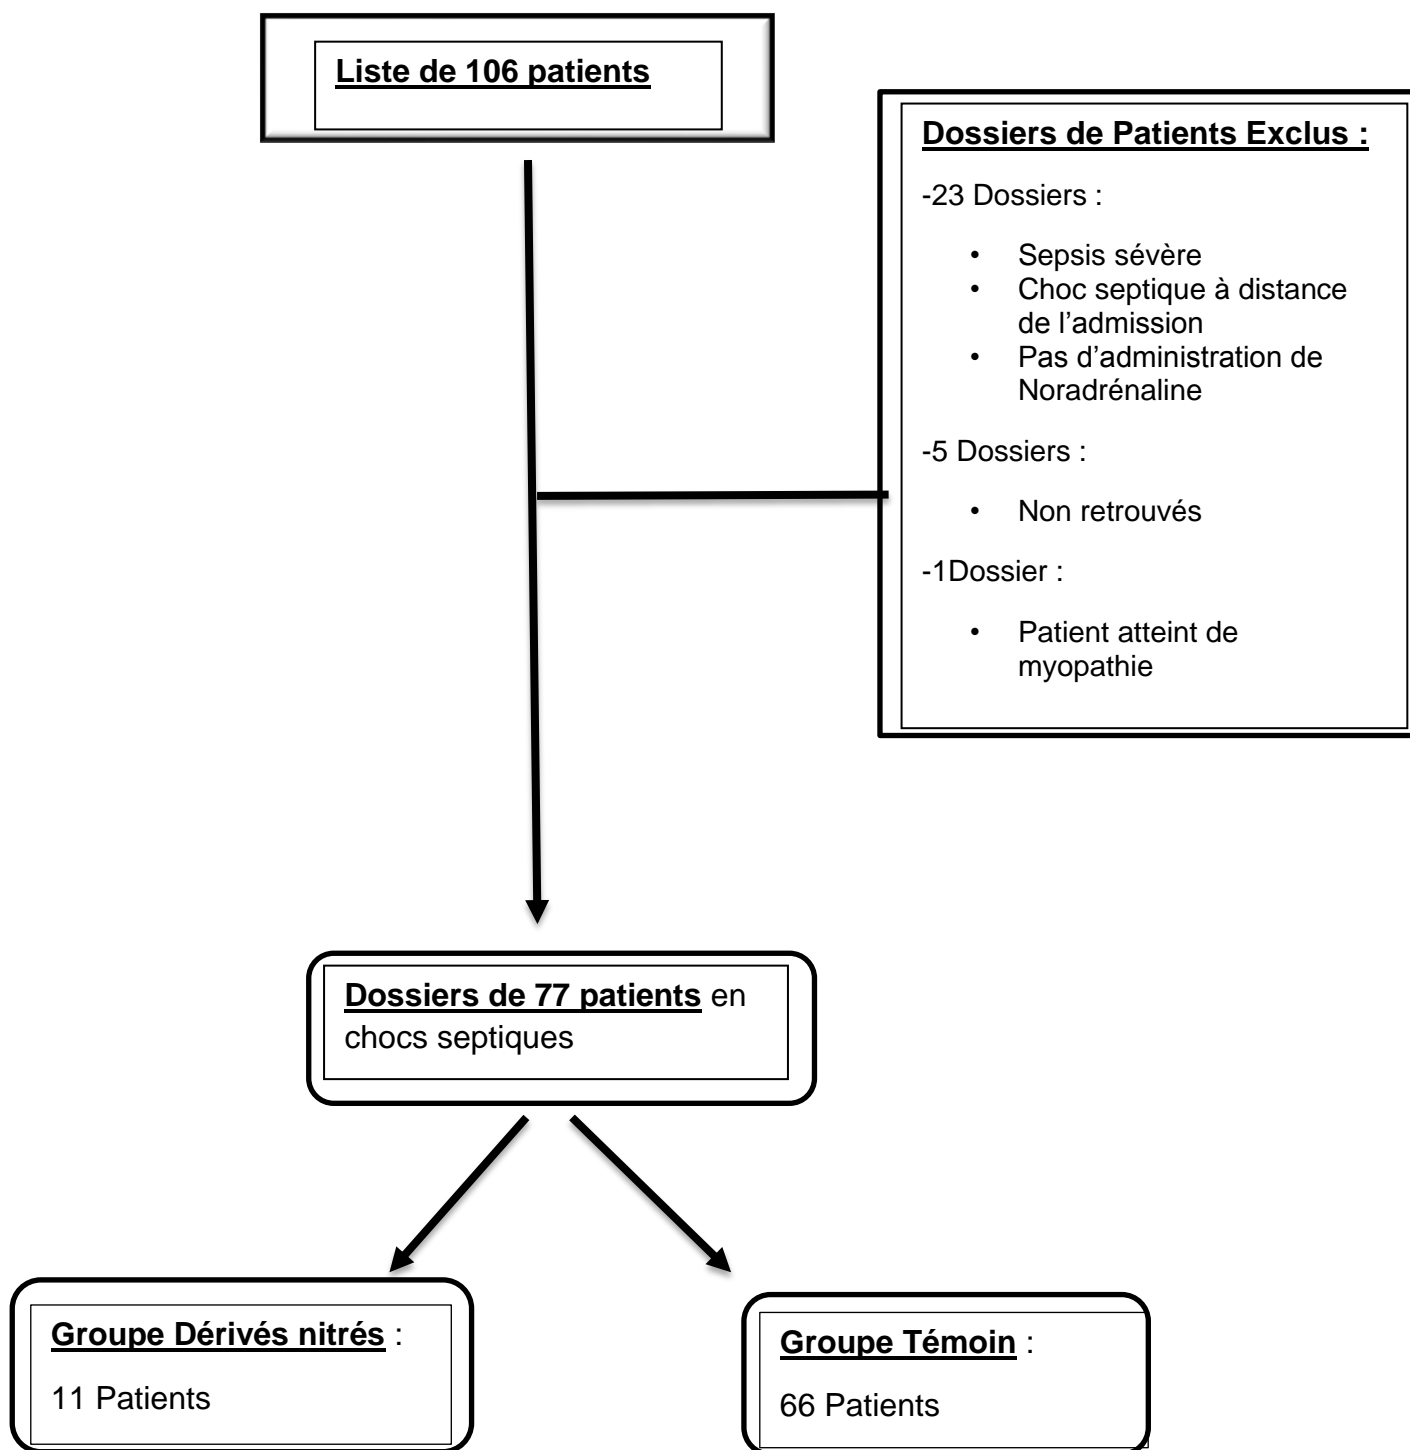 Liste de 106 patients
Dossiers de Patients Exclus :
-23 Dossiers :
• Sepsis sévère
• Choc septique à distance
de l’admission
• Pas d’administration de
Noradrénaline
-5 Dossiers :
• Non retrouvés
-1Dossier :
• Patient atteint de
myopathie
Dossiers de 77 patients en
chocs septiques
Groupe Dérivés nitrés :
11 Patients
Groupe Témoin :
66 Patients